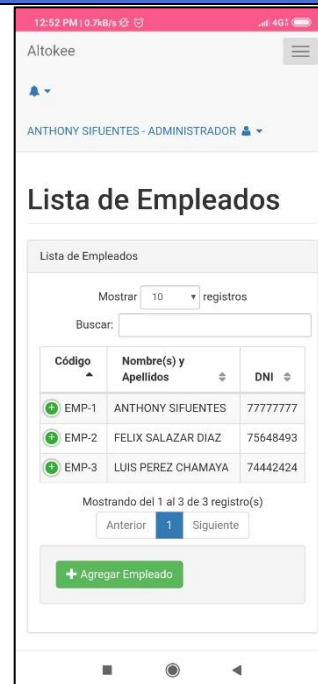 12:52 PM | 0.7kB/s
4G
Altokee
ANTHONY SIFUENTES - ADMINISTRADOR
Lista de Empleados
Lista de Empleados
Mostrar 10 registros
Buscar:
Código Nombre(s) y Apellidos DNI
EMP-1 ANTHONY SIFUENTES 77777777
EMP-2 FELIX SALAZAR DIAZ 75648493
EMP-3 LUIS PEREZ CHAMAYA 74442424
Mostrando del 1 al 3 de 3 registro(s)
Anterior 1 Siguiente
+ Agregar Empleado